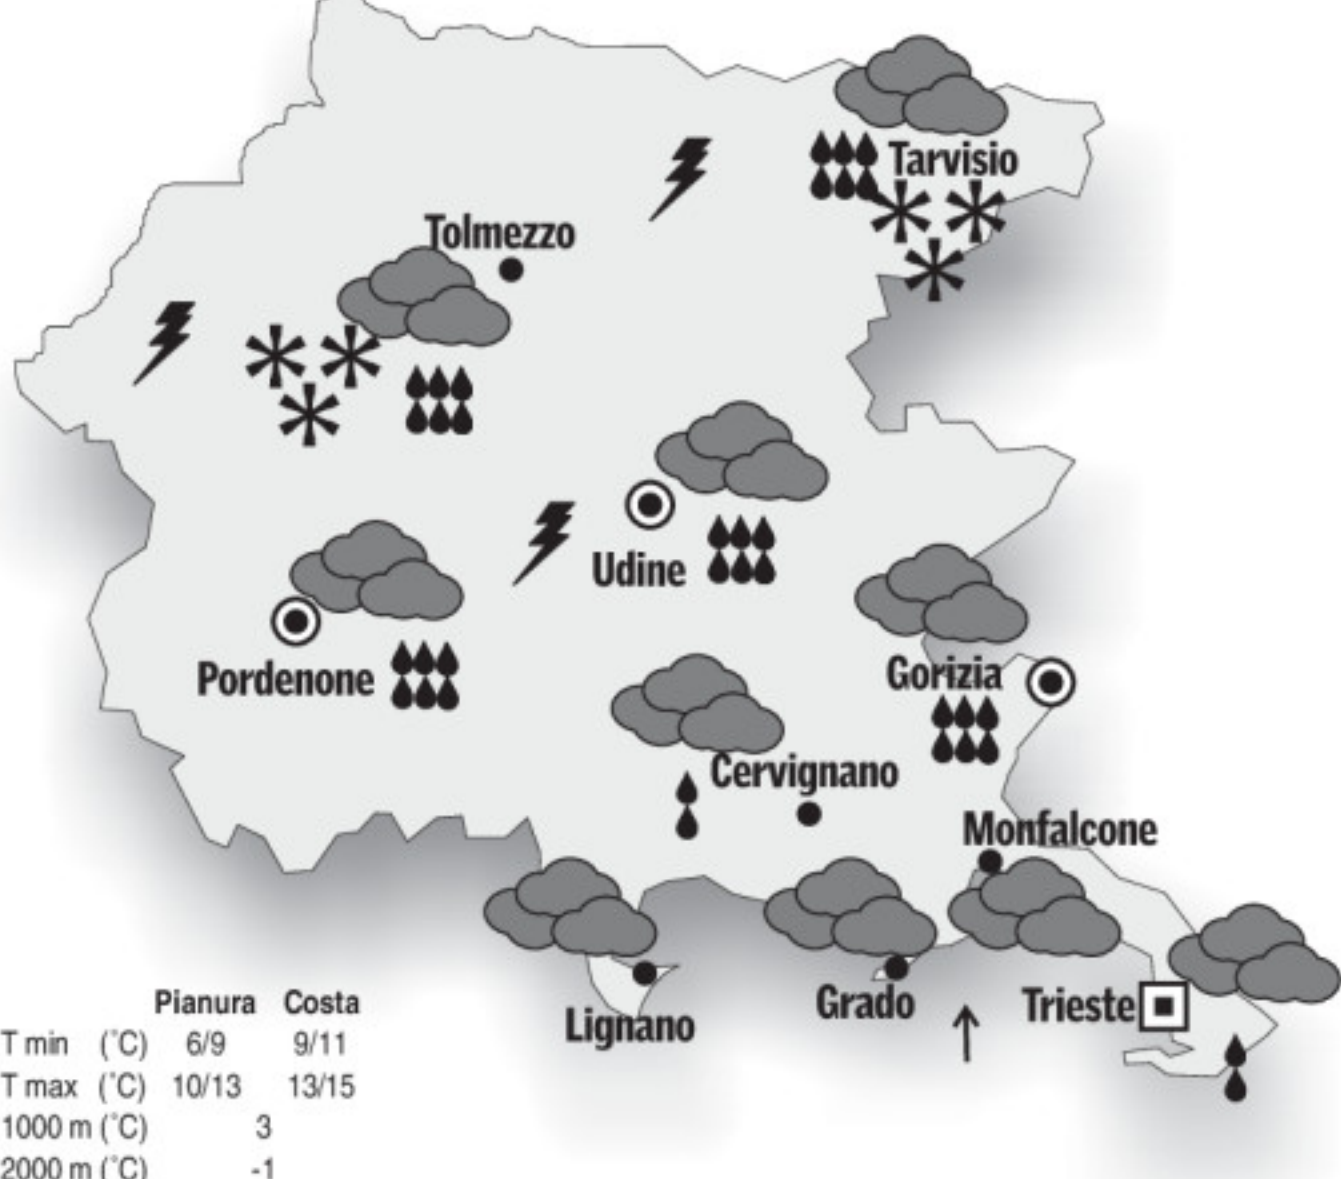 Tarvisio
Tolmezzo
Udine
Pordenone
Gorizia
Cervignano
Monfalcone
Lignano
Grado
Trieste
Pianura Costa
T min (°C) 6/9 9/11
T max (°C) 10/13 13/15
1000 m (°C) 3
2000 m (°C) -1